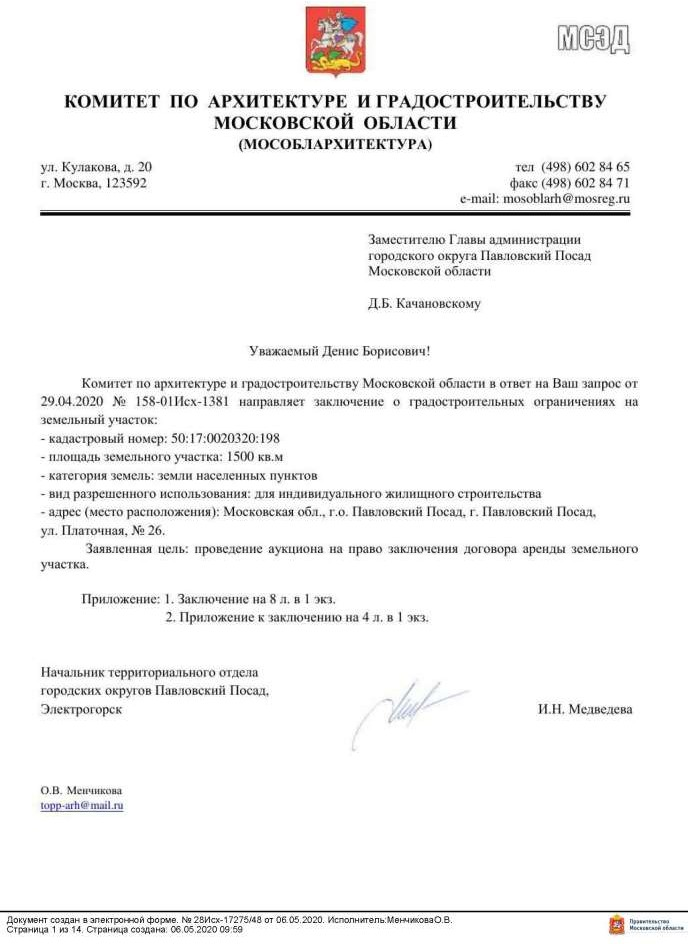 МСЭД
КОМИТЕТ ПО АРХИТЕКТУРЕ И ГРАДОСТРОИТЕЛЬСТВУ
МОСКОВСКОЙ ОБЛАСТИ
(МОСОБЛАРХИТЕКТУРА)
ул. Кулакова, д. 20
г. Москва, 123592
тел (498) 602 84 65
факс (498) 602 84 71
e-mail: mosoblarh@mosreg.ru
Заместителю Главы администрации
городского округа Павловский Посад
Московской области
Д.Б. Качановскому
Уважаемый Денис Борисович!
Комитет по архитектуре и градостроительству Московской области в ответ на Ваш запрос от
29.04.2020 № 158-01Исх-1381 направляет заключение о градостроительных ограничениях на
земельный участок:
- кадастровый номер: 50:17:0020320:198
- площадь земельного участка: 1500 кв.м
- категория земель: земли населенных пунктов
- вид разрешенного использования: для индивидуального жилищного строительства
- адрес (место расположения): Московская обл., г.о. Павловский Посад, г. Павловский Посад,
ул. Платочная, № 26.
Заявленная цель: проведение аукциона на право заключения договора аренды земельного
участка.
Приложение: 1. Заключение на 8 л. в 1 экз.
2. Приложение к заключению на 4 л. в 1 экз.
Начальник территориального отдела
городских округов Павловский Посад,
Электрогорск
И.Н. Медведева
О.В. Менчикова
topp-arh@mail.ru
Документ создан в электронной форме. № 28Исх-17275/48 от 06.05.2020. Исполнитель:МенчиковаО.В.
Страница 1 из 14. Страница создана: 06.05.2020 09:59
Правительство
Московской области